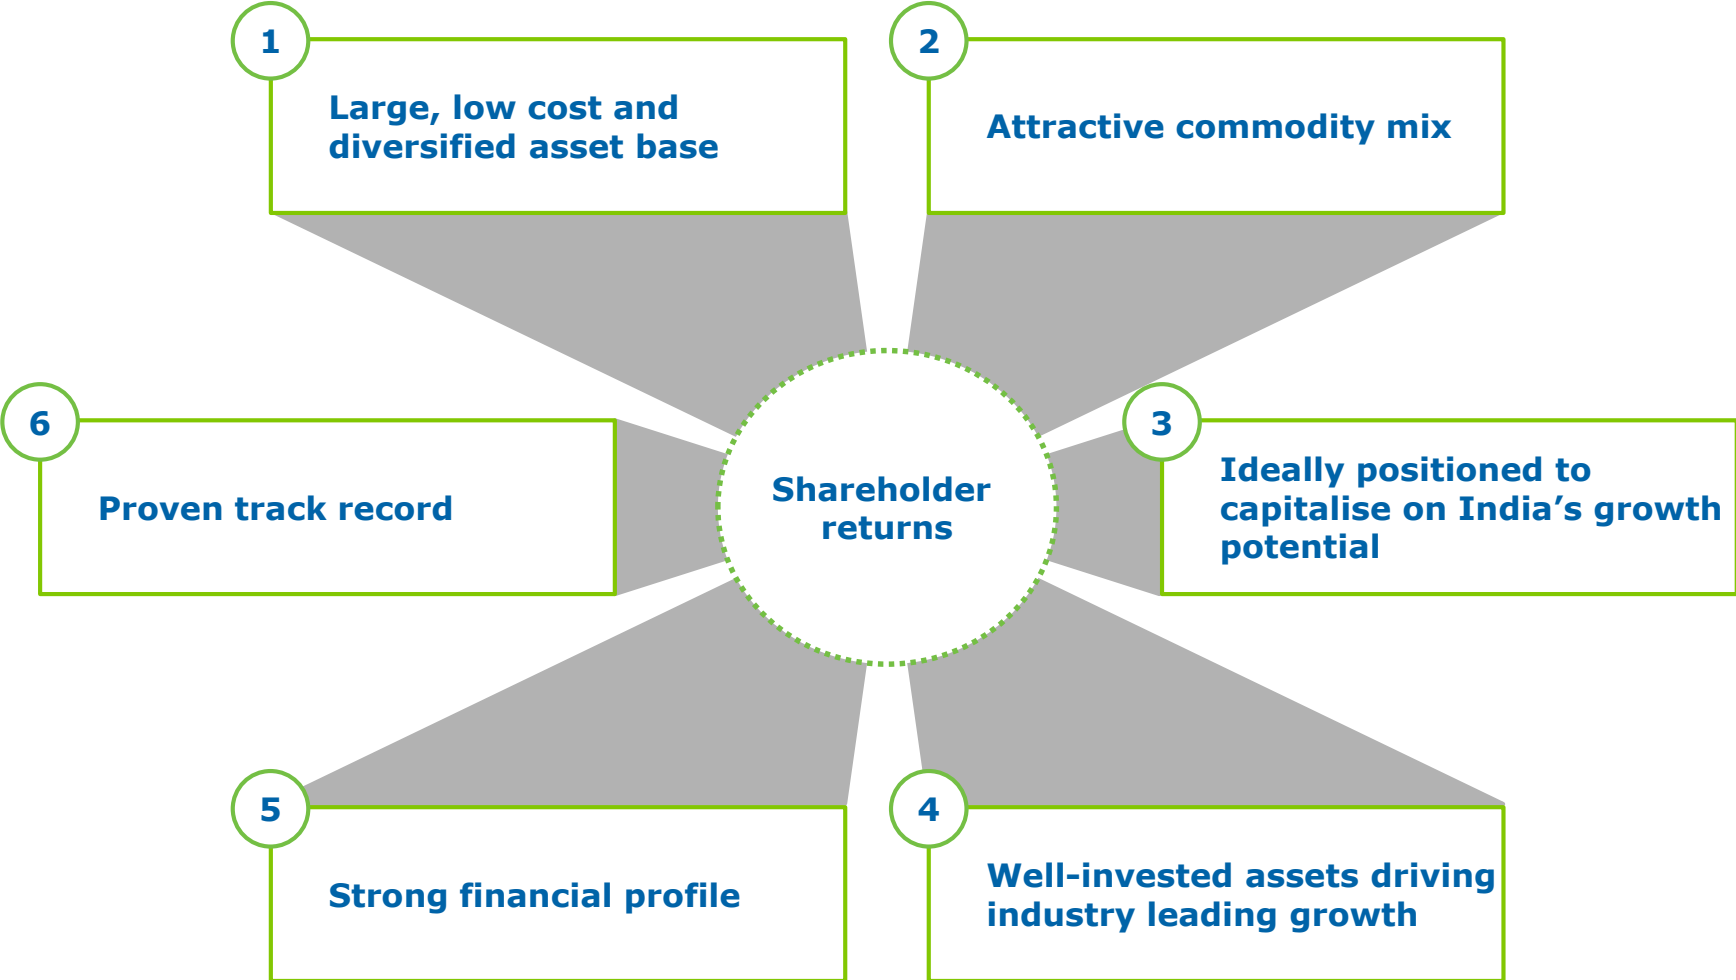 1
Large, low cost and
diversified asset base
2
Attractive commodity mix
3
Ideally positioned to
capitalise on India’s growth
potential
4
Well-invested assets driving
industry leading growth
5
Strong financial profile
6
Proven track record
Shareholder
returns